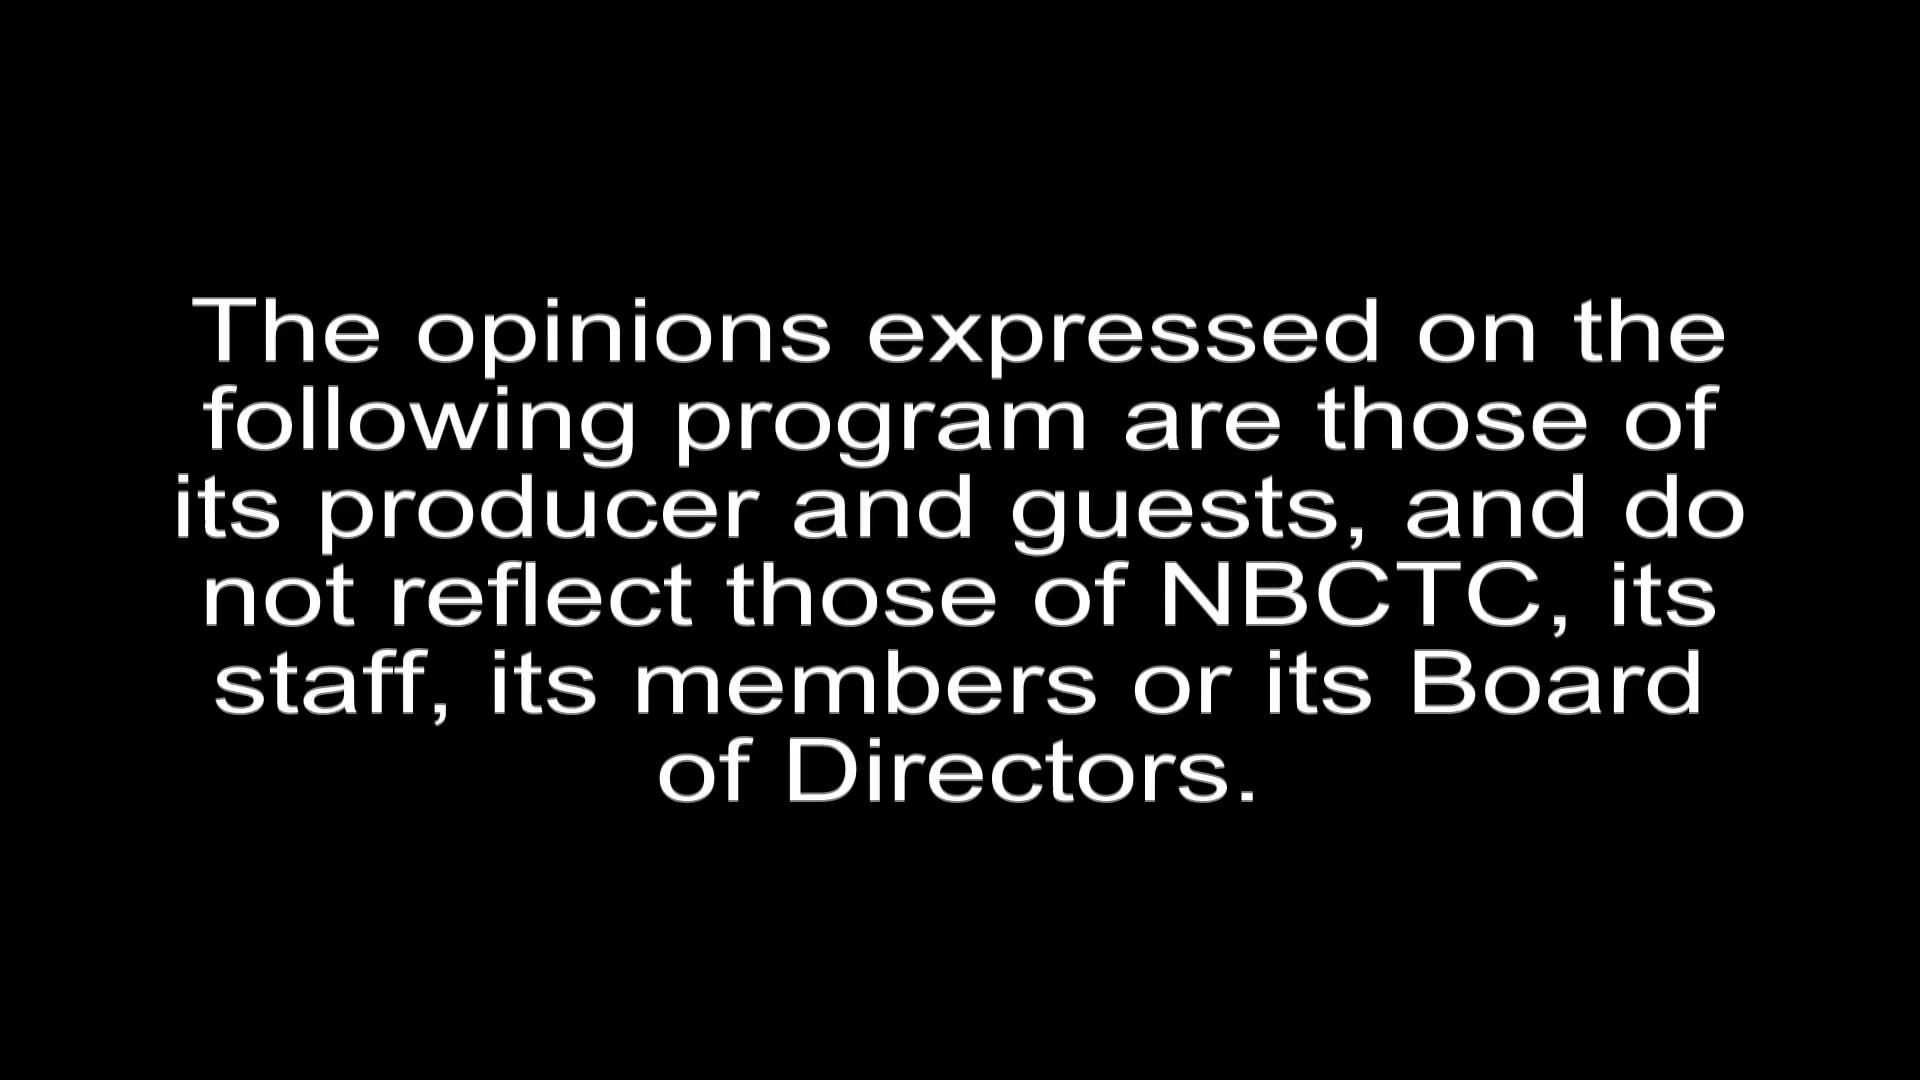 The opinions expressed on the
following program are those of
its producer and guests, and do
not reflect those of NBCTC, its
staff, its members or its Board
of Directors.